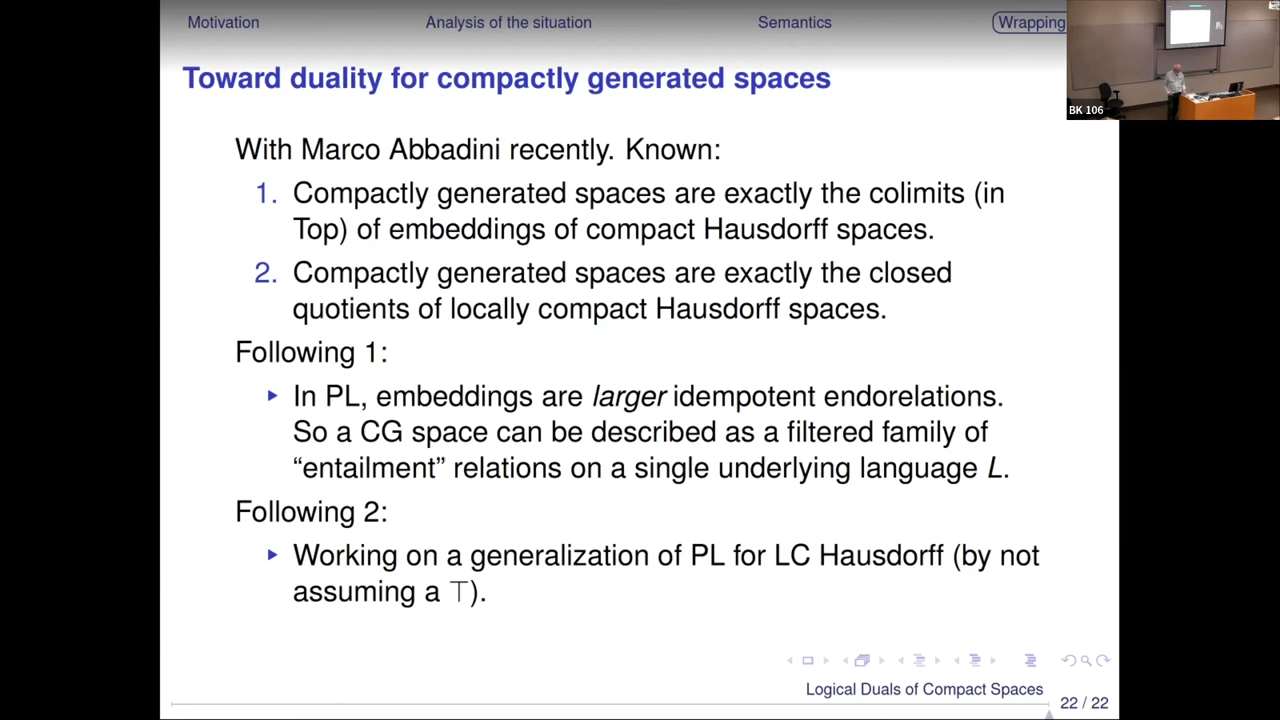 Motivation Analysis of the situation Semantics Wrapping
BK 106
Toward duality for compactly generated spaces
With Marco Abbadini recently. Known:
1. Compactly generated spaces are exactly the colimits (in
Top) of embeddings of compact Hausdorff spaces.
2. Compactly generated spaces are exactly the closed
quotients of locally compact Hausdorff spaces.
Following 1:
▸ In PL, embeddings are larger idempotent endorelations.
So a CG space can be described as a filtered family of
“entailment” relations on a single underlying language L.
Following 2:
▸ Working on a generalization of PL for LC Hausdorff (by not
assuming a ⊤).
Logical Duals of Compact Spaces
22 / 22